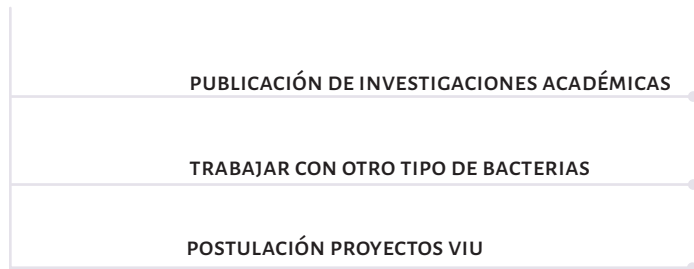 PUBLICACIÓN DE INVESTIGACIONES ACADÉMICAS
TRABAJAR CON OTRO TIPO DE BACTERIAS
POSTULACIÓN PROYECTOS VIU